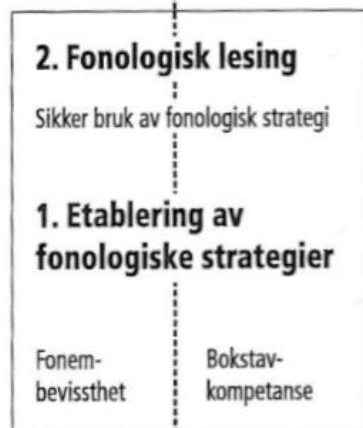 2. Fonologisk lesing
Sikker bruk av fonologisk strategi
1. Etablering av
fonologiske strategier
Fonem-
bevissthet
Bokstav-
kompetanse